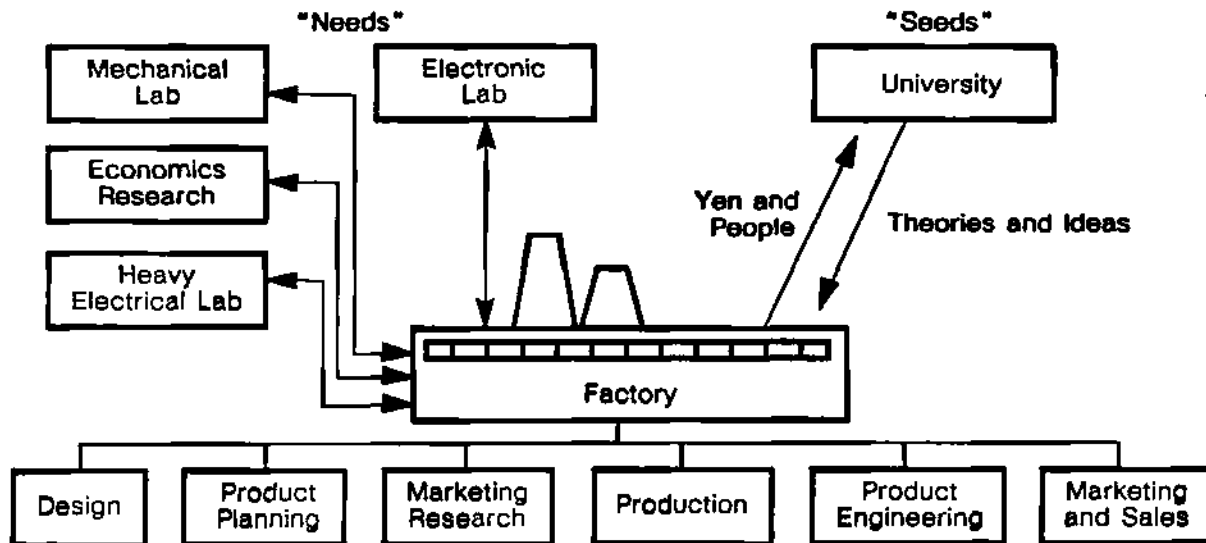 "Needs"
"Seeds"
Mechanical
Lab
Electronic
Lab
University
Economics
Research
Yen and
People
Theories and Ideas
Heavy
Electrical Lab
Factory
Design
Product
Planning
Marketing
Research
Production
Product
Engineering
Marketing
and Sales